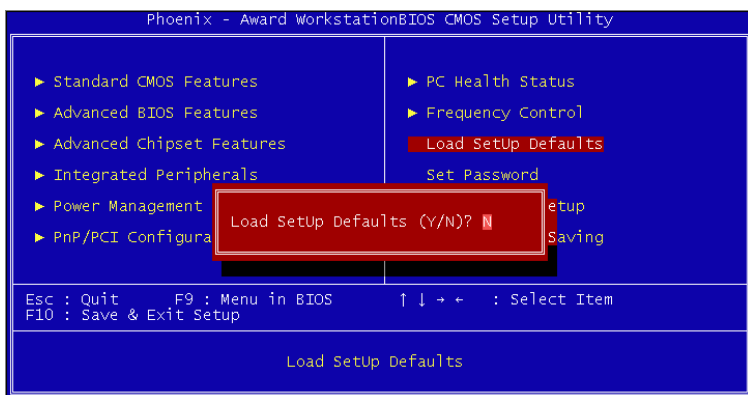 Phoenix - Award WorkstationBIOS CMOS Setup Utility
► Standard CMOS Features
► Advanced BIOS Features
► Advanced Chipset Features
► Integrated Peripherals
► Power Management
► PnP/PCI Configura
► PC Health Status
► Frequency Control
Load SetUp Defaults
Set Password
etup
Saving
Load SetUp Defaults (Y/N)? N
Esc : Quit F9 : Menu in BIOS ↑ ↓ → ← : Select Item
F10 : Save & Exit Setup
Load SetUp Defaults